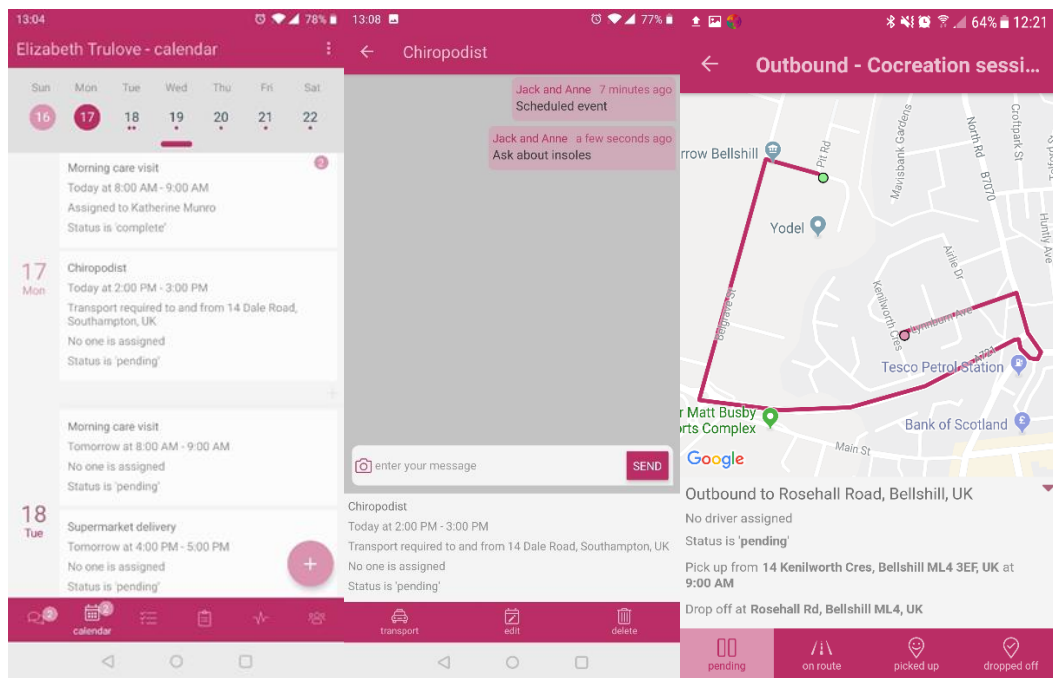 13:04
78%
Elizabeth Trulove - calendar
Sun Mon Tue Wed Thu Fri Sat
16 17 18 19 20 21 22
Morning care visit
2
Today at 8:00 AM - 9:00 AM
Assigned to Katherine Munro
Status is 'complete'
17
Mon
Chiropodist
Today at 2:00 PM - 3:00 PM
Transport required to and from 14 Dale Road,
Southampton, UK
No one is assigned
Status is 'pending'
+
Morning care visit
Tomorrow at 8:00 AM - 9:00 AM
No one is assigned
Status is 'pending'
18
Tue
Supermarket delivery
Tomorrow at 4:00 PM - 5:00 PM
No one is assigned
Status is 'pending'
+
2
2
calendar
13:08
77%
Chiropodist
Jack and Anne 7 minutes ago
Scheduled event
Jack and Anne a few seconds ago
Ask about insoles
enter your message
SEND
Chiropodist
Today at 2:00 PM - 3:00 PM
Transport required to and from 14 Dale Road, Southampton, UK
No one is assigned
Status is 'pending'
transport
edit
delete
64% 12:21
Outbound - Cocreation sessi...
rrow Bellshill
Pit Rd
Mavisbank Gardens
North Rd
B7070
Croftpark St
Huntly Ave
Yodel
Airlie Dr
Belgrave St
Kenilworth Cres
Lynnburn Ave
A721
Tesco Petrol Station
r Matt Busby
orts Complex
Bank of Scotland
Main St
Google
Outbound to Rosehall Road, Bellshill, UK
No driver assigned
Status is 'pending'
Pick up from 14 Kenilworth Cres, Bellshill ML4 3EF, UK at
9:00 AM
Drop off at Rosehall Rd, Bellshill ML4, UK
pending
on route
picked up
dropped off